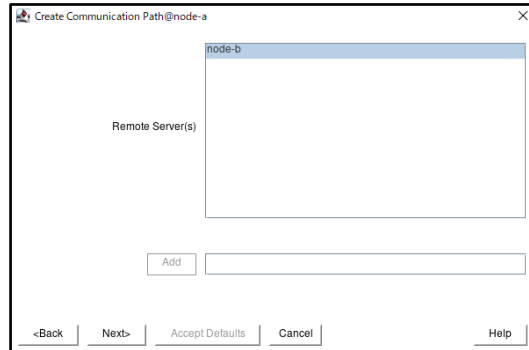 Create Communication Path@node-a
node-b
Remote Server(s)
Add
<Back Next> Accept Defaults Cancel Help